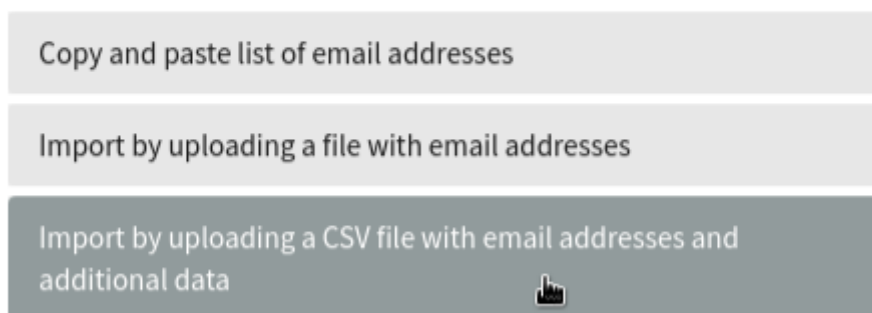 Copy and paste list of email addresses
Import by uploading a file with email addresses
Import by uploading a CSV file with email addresses and
additional data